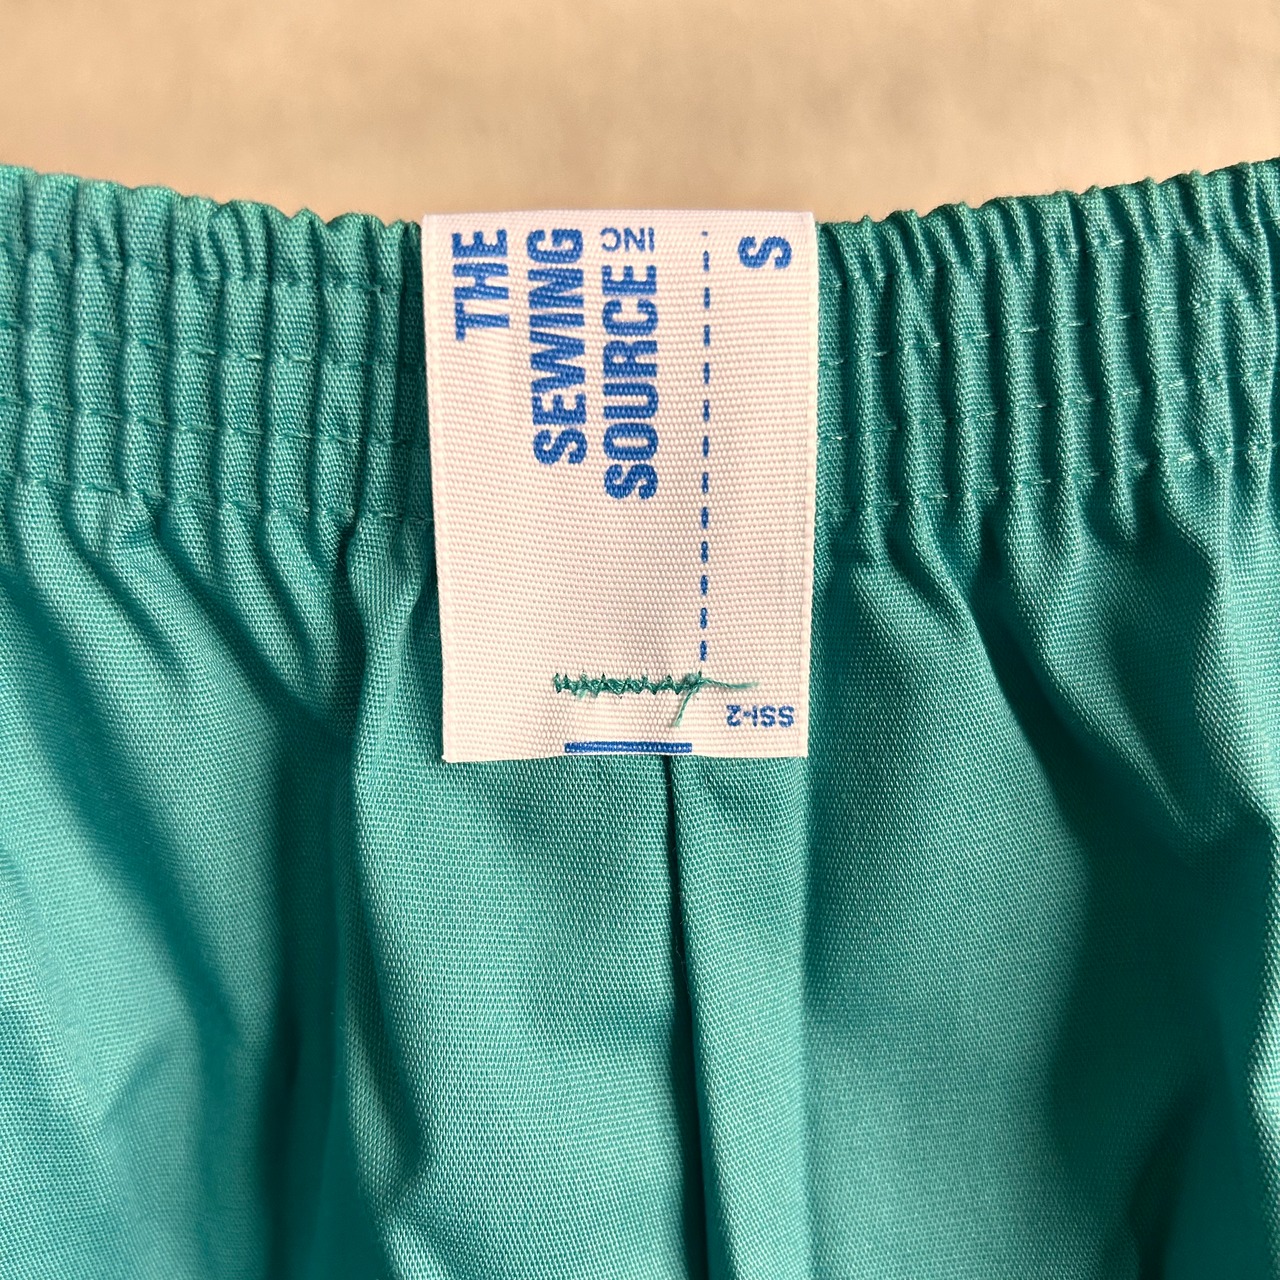 THE
SEWING
SOURCE INC
S
SSI-2